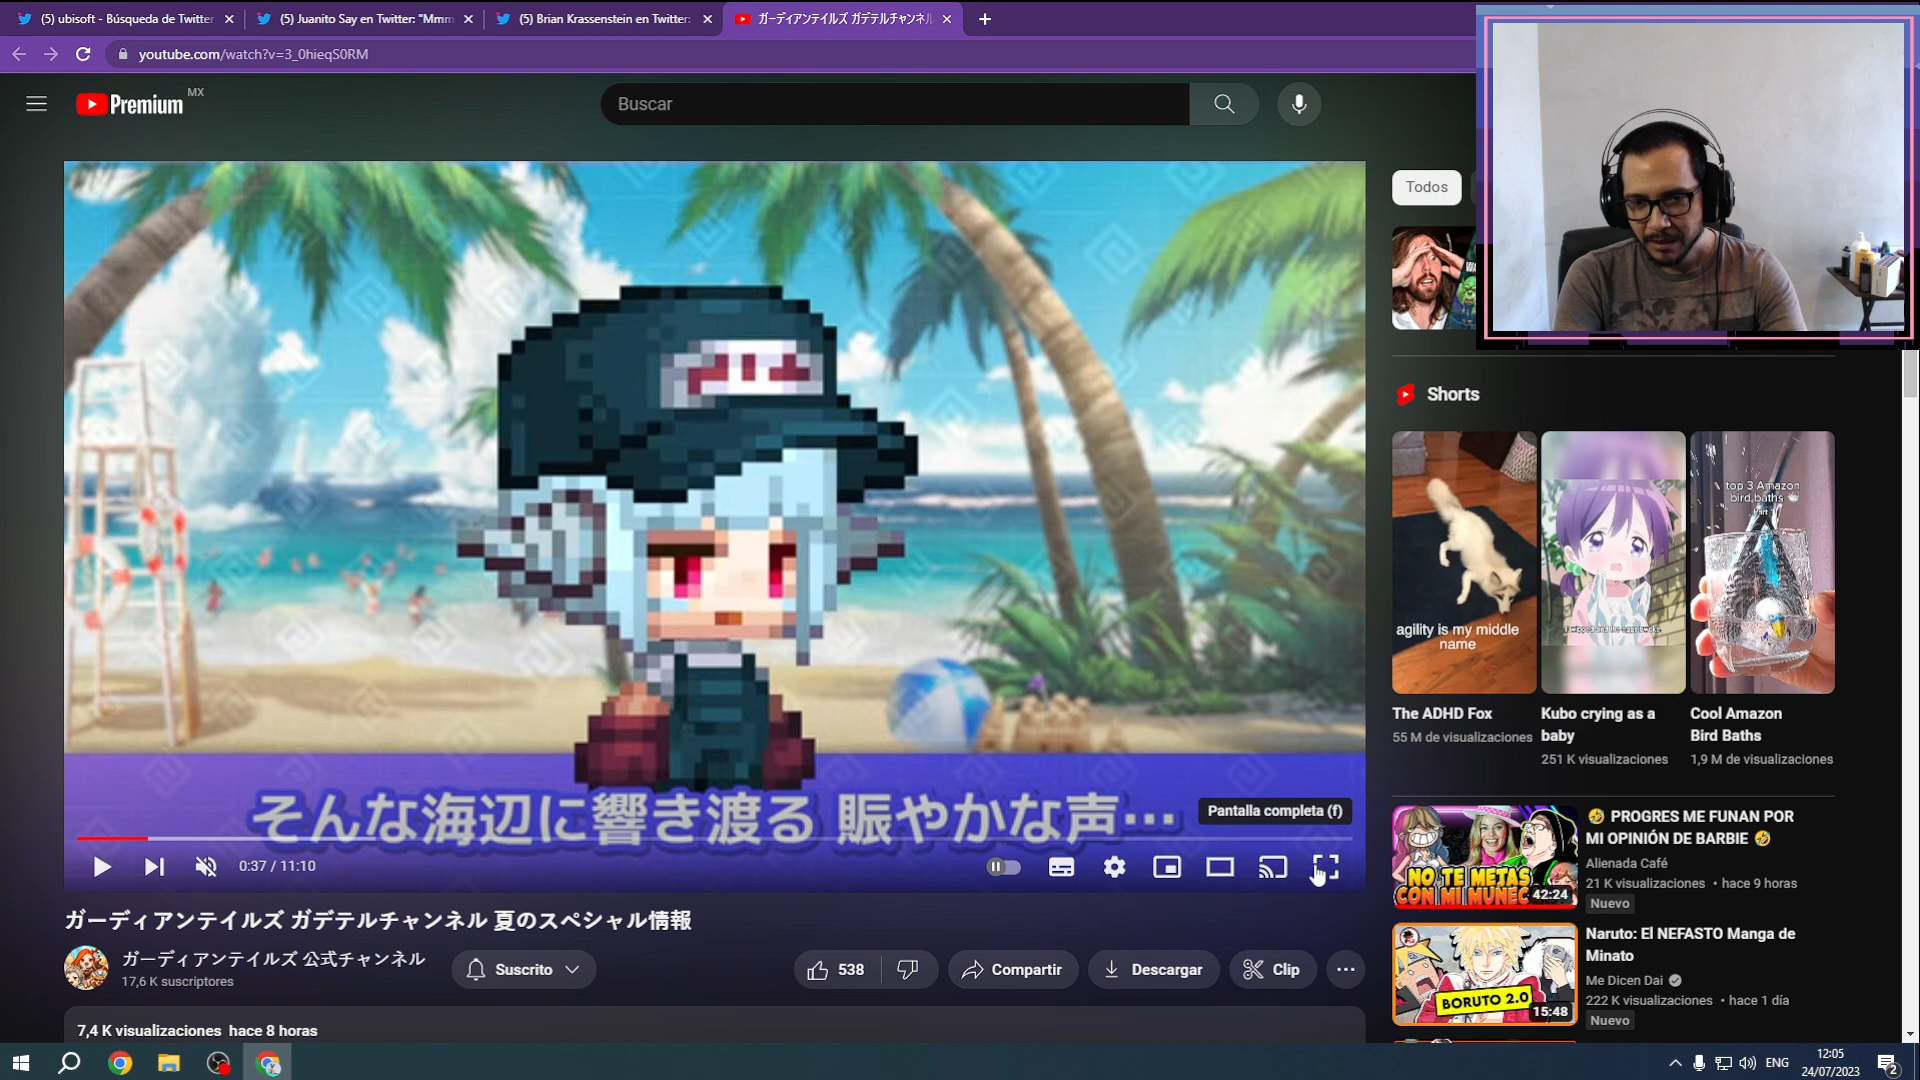 (5) ubisoft - Búsqueda de Twitter
(5) Juanito Say en Twitter: "Mmm
(5) Brian Krassenstein en Twitter:
ガーディアンテイルズ ガデテルチャンネル
youtube.com/watch?v=3_0hieqS0RM
Premium
MX
Buscar
Todos
そんな海辺に響き渡る 賑やかな声…
Pantalla completa (f)
0:37 / 11:10
ガーディアンテイルズ ガデテルチャンネル 夏のスペシャル情報
ガーディアンテイルズ 公式チャンネル
17,6 K suscriptores
Suscrito
538
Compartir
Descargar
Clip
7,4 K visualizaciones hace 8 horas
Shorts
agility is my middle
name
top 3 Amazon
bird baths
The ADHD Fox
55 M de visualizaciones
Kubo crying as a
baby
251 K visualizaciones
Cool Amazon
Bird Baths
1,9 M de visualizaciones
NO TE METAS
CON MI MUÑEC
42:24
🤣 PROGRES ME FUNAN POR
MI OPINIÓN DE BARBIE 🤣
Alienada Café
21 K visualizaciones • hace 9 horas
Nuevo
BORUTO 2.0
15:48
Naruto: El NEFASTO Manga de
Minato
Me Dicen Dai
222 K visualizaciones • hace 1 día
Nuevo
ENG
12:05
24/07/2023
2